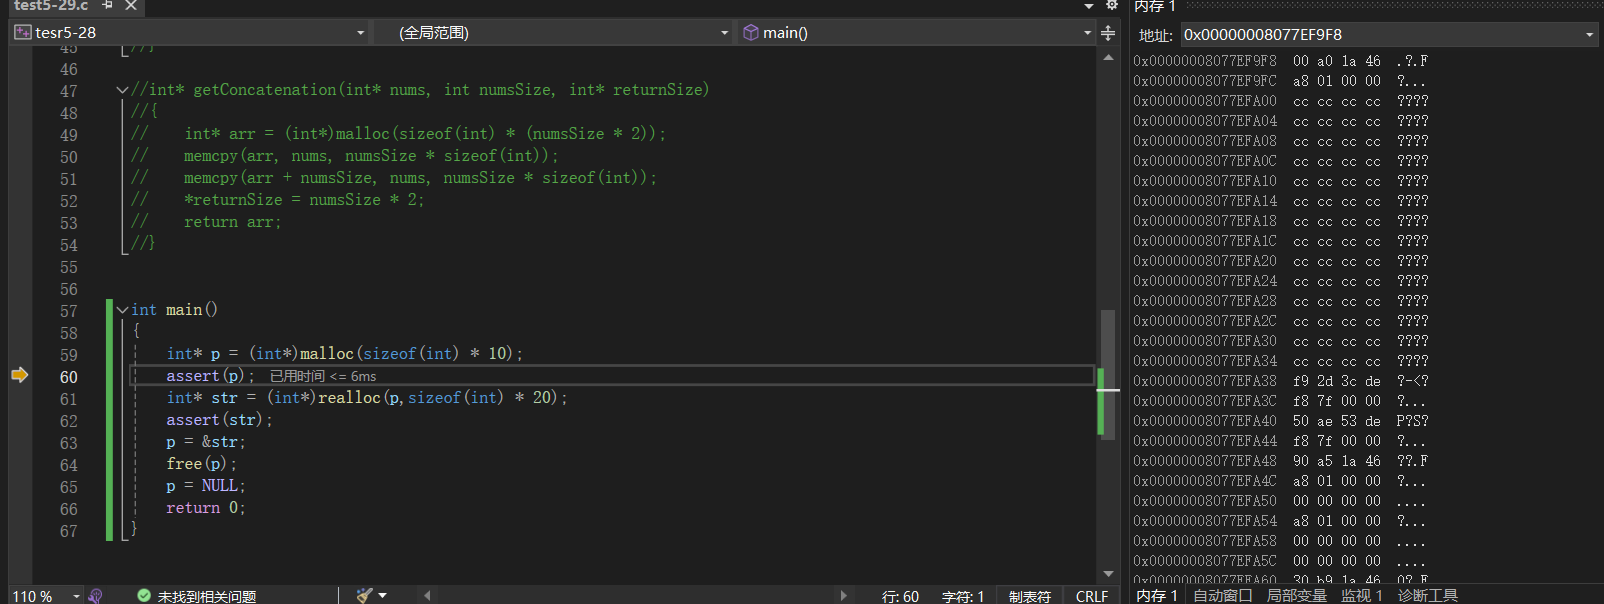 test5-29.c
tesr5-28 (全局范围) main()
45 //}
46
47 //int* getConcatenation(int* nums, int numsSize, int* returnSize)
48 //{
49 // int* arr = (int*)malloc(sizeof(int) * (numsSize * 2));
50 // memcpy(arr, nums, numsSize * sizeof(int));
51 // memcpy(arr + numsSize, nums, numsSize * sizeof(int));
52 // *returnSize = numsSize * 2;
53 // return arr;
54 //}
55
56
57 int main()
58 {
59 int* p = (int*)malloc(sizeof(int) * 10);
60 assert(p); 已用时间 <= 6ms
61 int* str = (int*)realloc(p,sizeof(int) * 20);
62 assert(str);
63 p = &str;
64 free(p);
65 p = NULL;
66 return 0;
67 }
110 % 未找到相关问题 行: 60 字符: 1 制表符 CRLF
内存 1
地址: 0x00000008077EF9F8
0x00000008077EF9F8 00 a0 1a 46 .?.F
0x00000008077EF9FC a8 01 00 00 ?...
0x00000008077EFA00 cc cc cc cc ????
0x00000008077EFA04 cc cc cc cc ????
0x00000008077EFA08 cc cc cc cc ????
0x00000008077EFA0C cc cc cc cc ????
0x00000008077EFA10 cc cc cc cc ????
0x00000008077EFA14 cc cc cc cc ????
0x00000008077EFA18 cc cc cc cc ????
0x00000008077EFA1C cc cc cc cc ????
0x00000008077EFA20 cc cc cc cc ????
0x00000008077EFA24 cc cc cc cc ????
0x00000008077EFA28 cc cc cc cc ????
0x00000008077EFA2C cc cc cc cc ????
0x00000008077EFA30 cc cc cc cc ????
0x00000008077EFA34 cc cc cc cc ????
0x00000008077EFA38 f9 2d 3c de ?-<?
0x00000008077EFA3C f8 7f 00 00 ?...
0x00000008077EFA40 50 ae 53 de P?S?
0x00000008077EFA44 f8 7f 00 00 ?...
0x00000008077EFA48 90 a5 1a 46 ??.F
0x00000008077EFA4C a8 01 00 00 ?...
0x00000008077EFA50 00 00 00 00 ....
0x00000008077EFA54 a8 01 00 00 ?...
0x00000008077EFA58 00 00 00 00 ....
0x00000008077EFA5C 00 00 00 00 ....
0x00000008077EFA60 30 b9 1a 46 0?.F
内存 1 自动窗口 局部变量 监视 1 诊断工具